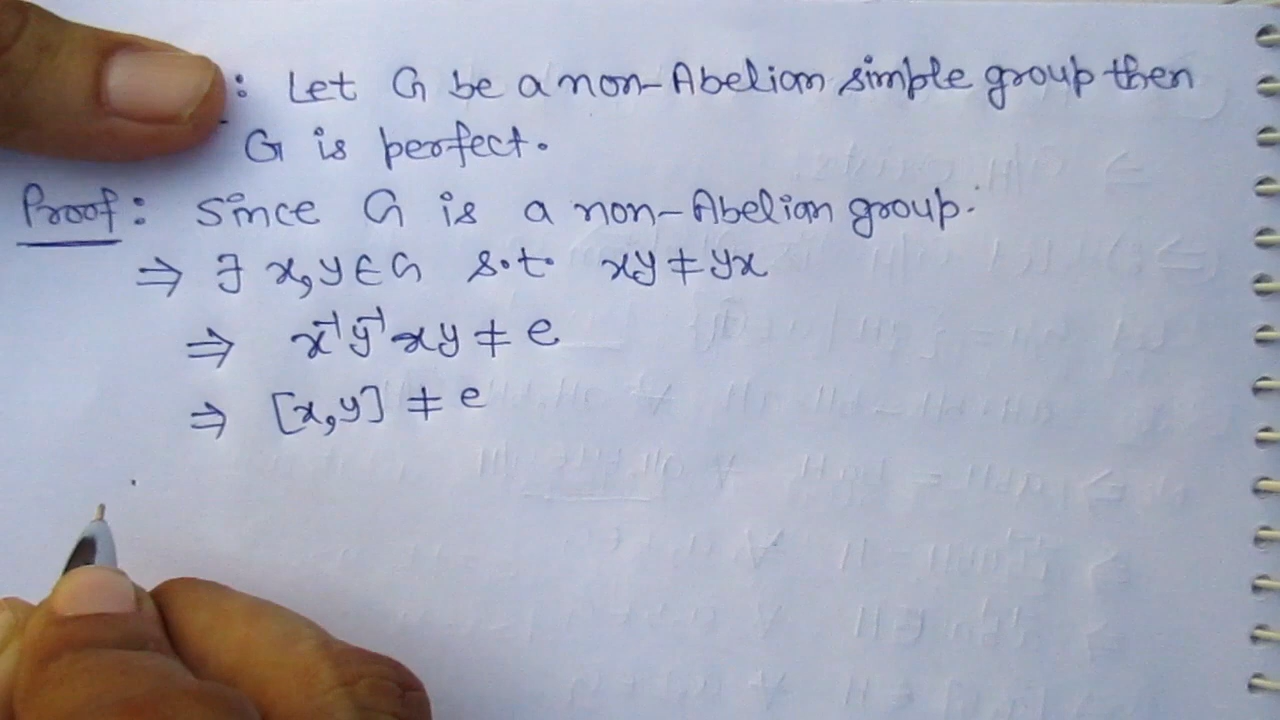 : Let G be a non-Abelian simple group then
G is perfect.
Proof: Since G is a non-Abelian group.
⇒ ∃ x,y∈G s.t. xy≠yx
⇒ x⁻¹y⁻¹xy≠e
⇒ [x,y]≠e